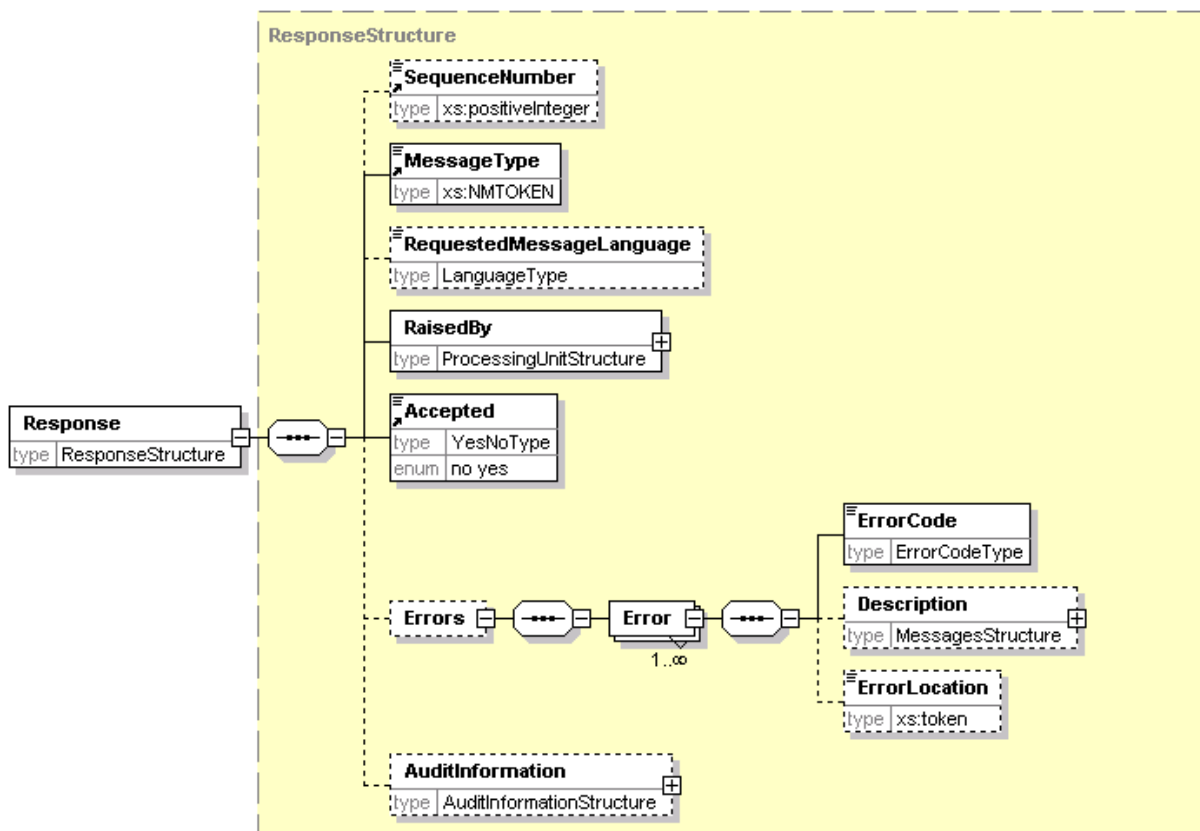 ResponseStructure
SequenceNumber
type xs:positiveInteger
MessageType
type xs:NMTOKEN
RequestedMessageLanguage
type LanguageType
RaisedBy
type ProcessingUnitStructure
Response
type ResponseStructure
Accepted
type YesNoType
enum no yes
ErrorCode
type ErrorCodeType
Errors
Error
1..∞
Description
type MessagesStructure
ErrorLocation
type xs:token
AuditInformation
type AuditInformationStructure